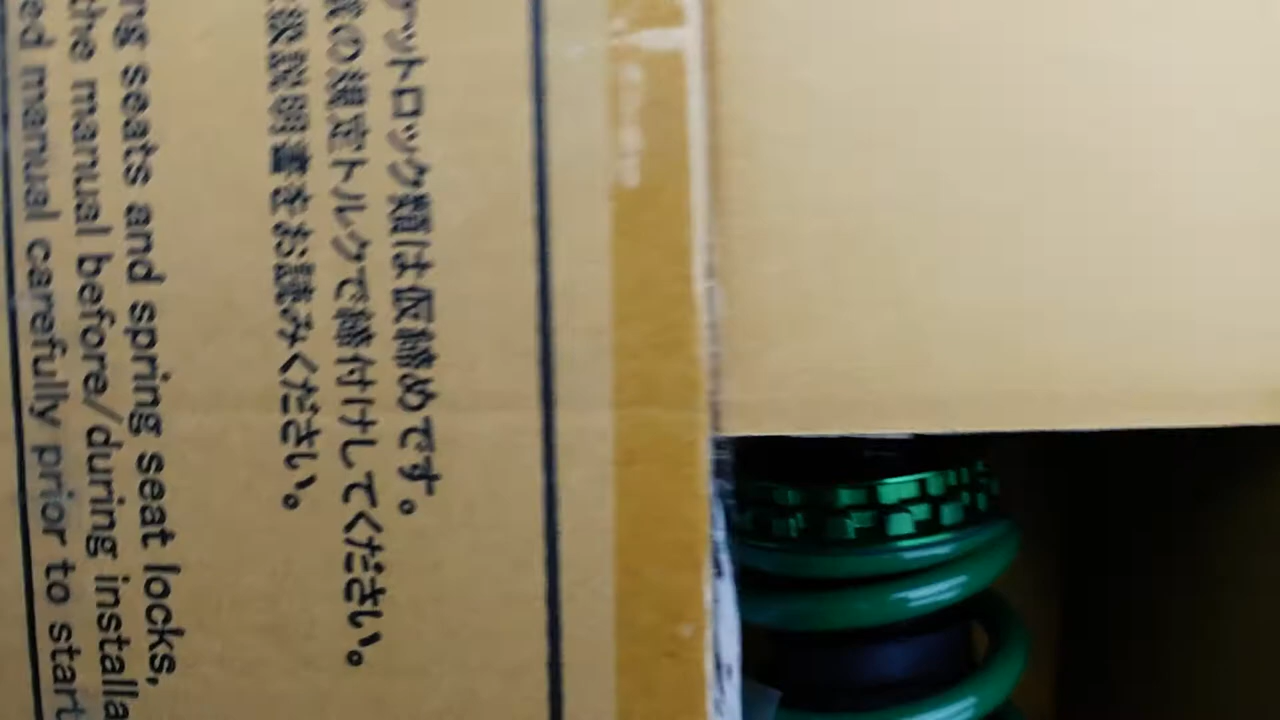 ケットロック類は仮締めです。
の規定トルクで締付けしてください。
扱説明書をお読みください。
ng seats and spring seat locks,
the manual before/during installa
ed manual carefully prior to start